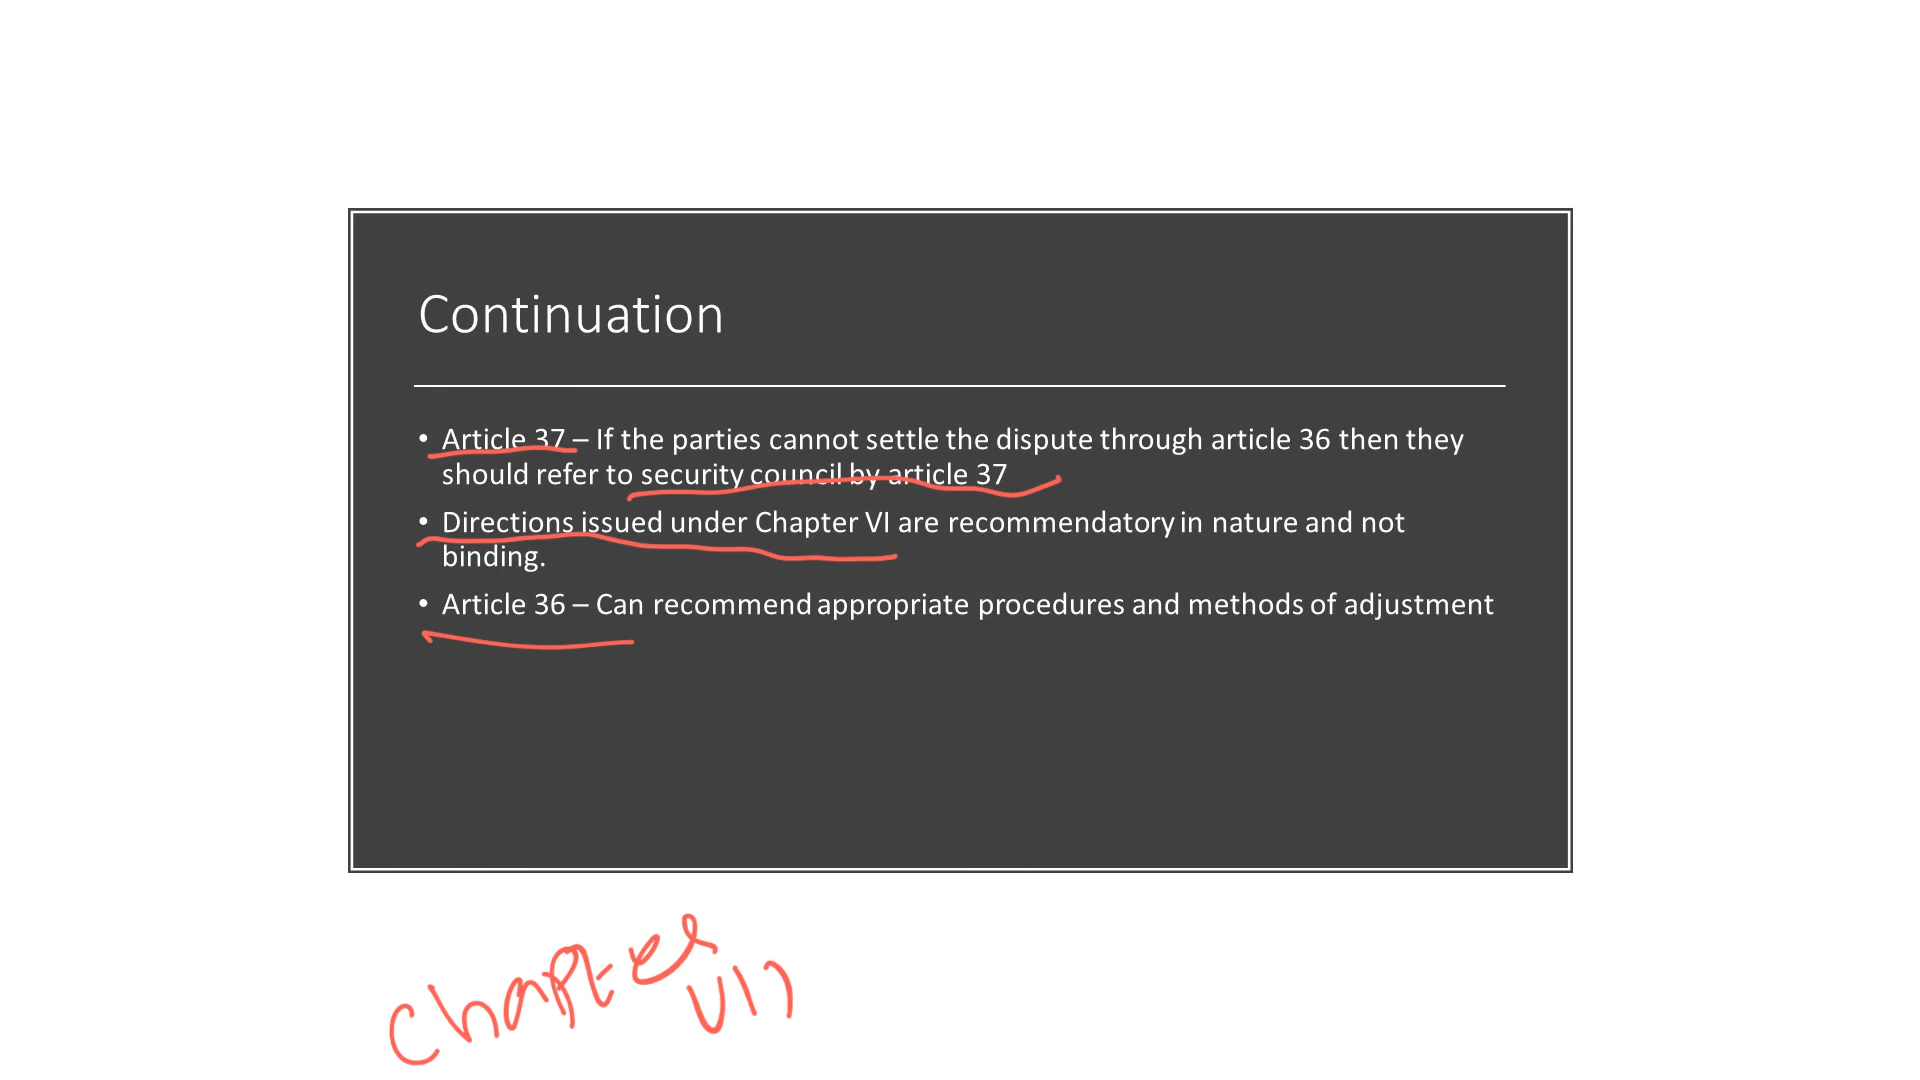 Continuation
• Article 37 – If the parties cannot settle the dispute through article 36 then they
should refer to security council by article 37
• Directions issued under Chapter VI are recommendatory in nature and not
binding.
• Article 36 – Can recommend appropriate procedures and methods of adjustment
Chapter
VII